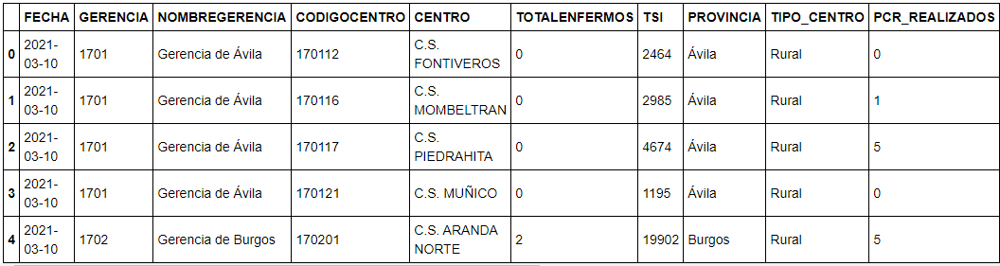 FECHA GERENCIA NOMBREGERENCIA CODIGOCENTRO CENTRO TOTALENFERMOS TSI PROVINCIA TIPO_CENTRO PCR_REALIZADOS
0 2021-03-10 1701 Gerencia de Ávila 170112 C.S. FONTIVEROS 0 2464 Ávila Rural 0
1 2021-03-10 1701 Gerencia de Ávila 170116 C.S. MOMBELTRAN 0 2985 Ávila Rural 1
2 2021-03-10 1701 Gerencia de Ávila 170117 C.S. PIEDRAHITA 0 4674 Ávila Rural 5
3 2021-03-10 1701 Gerencia de Ávila 170121 C.S. MUÑICO 0 1195 Ávila Rural 0
4 2021-03-10 1702 Gerencia de Burgos 170201 C.S. ARANDA NORTE 2 19902 Burgos Rural 5